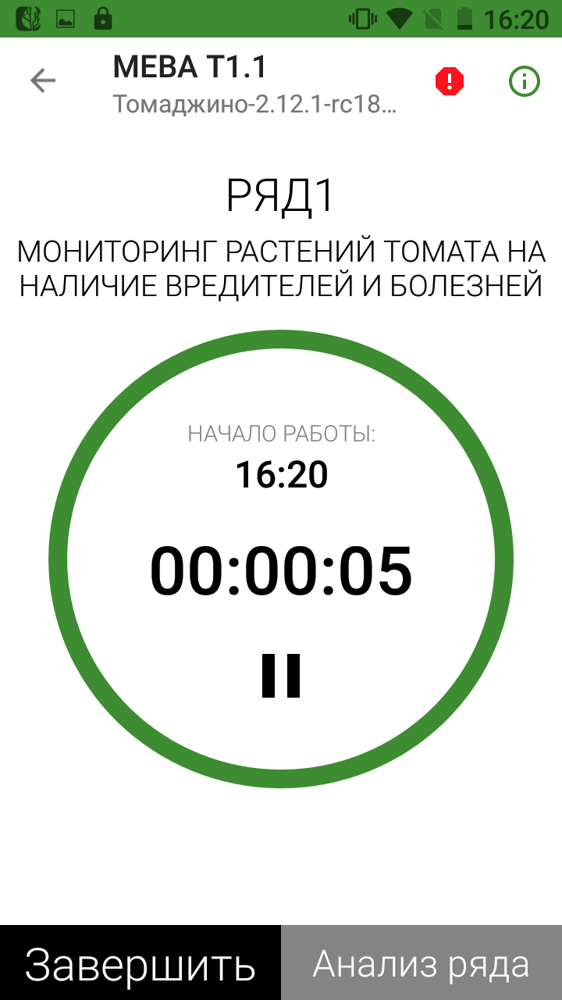 16:20
МЕВА Т1.1
Томаджино-2.12.1-rc18...
РЯД1
МОНИТОРИНГ РАСТЕНИЙ ТОМАТА НА
НАЛИЧИЕ ВРЕДИТЕЛЕЙ И БОЛЕЗНЕЙ
НАЧАЛО РАБОТЫ:
16:20
00:00:05
Завершить
Анализ ряда